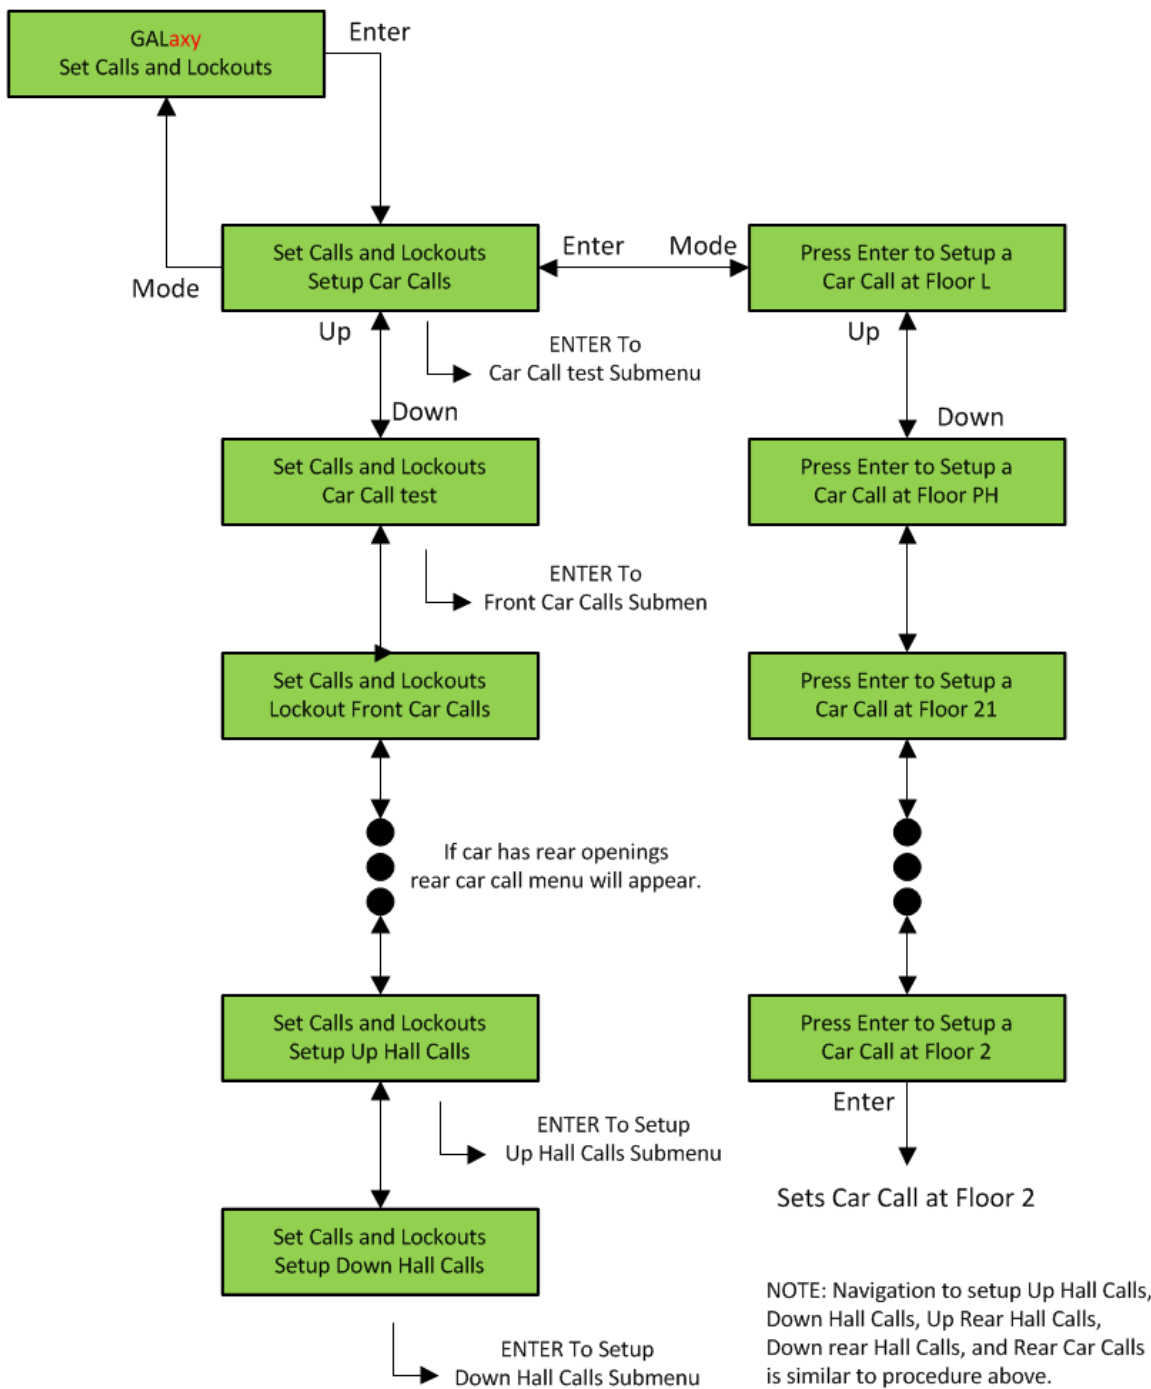 GALaxy
Set Calls and Lockouts
Enter
Set Calls and Lockouts
Setup Car Calls
Enter
Mode
Press Enter to Setup a
Car Call at Floor L
Mode
Up
ENTER To
Car Call test Submenu
Up
Down
Down
Set Calls and Lockouts
Car Call test
Press Enter to Setup a
Car Call at Floor PH
ENTER To
Front Car Calls Submen
Set Calls and Lockouts
Lockout Front Car Calls
Press Enter to Setup a
Car Call at Floor 21
If car has rear openings
rear car call menu will appear.
Set Calls and Lockouts
Setup Up Hall Calls
Press Enter to Setup a
Car Call at Floor 2
Enter
ENTER To Setup
Up Hall Calls Submenu
Sets Car Call at Floor 2
Set Calls and Lockouts
Setup Down Hall Calls
NOTE: Navigation to setup Up Hall Calls,
Down Hall Calls, Up Rear Hall Calls,
Down rear Hall Calls, and Rear Car Calls
is similar to procedure above.
ENTER To Setup
Down Hall Calls Submenu